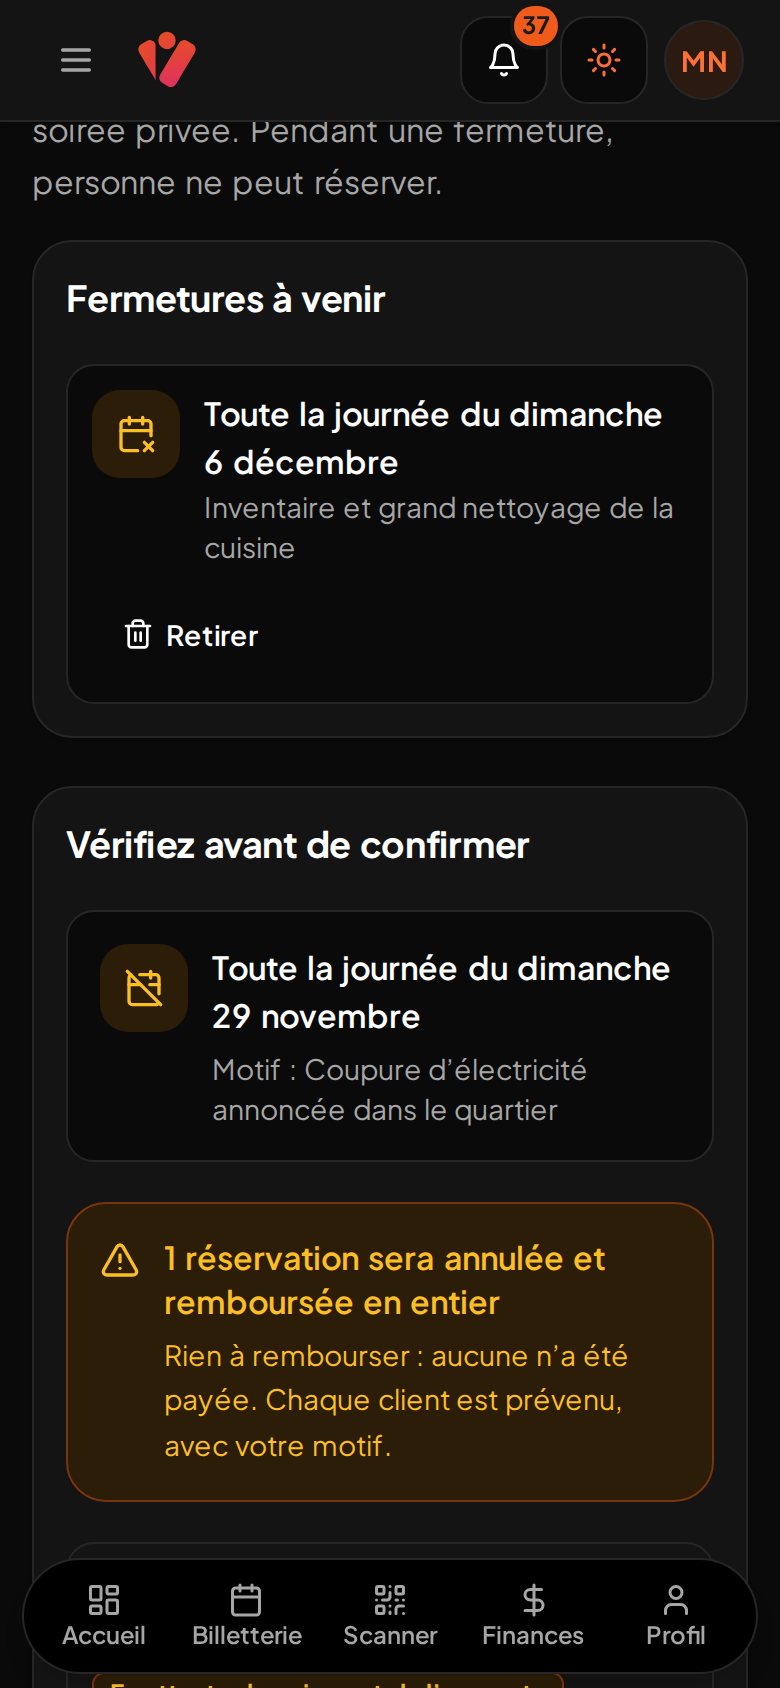 37
MN
soirée privée. Pendant une fermeture,
personne ne peut réserver.
Fermetures à venir
Toute la journée du dimanche
6 décembre
Inventaire et grand nettoyage de la
cuisine
Retirer
Vérifiez avant de confirmer
Toute la journée du dimanche
29 novembre
Motif : Coupure d’électricité
annoncée dans le quartier
1 réservation sera annulée et
remboursée en entier
Rien à rembourser : aucune n’a été
payée. Chaque client est prévenu,
avec votre motif.
Accueil
Billetterie
Scanner
Finances
Profil